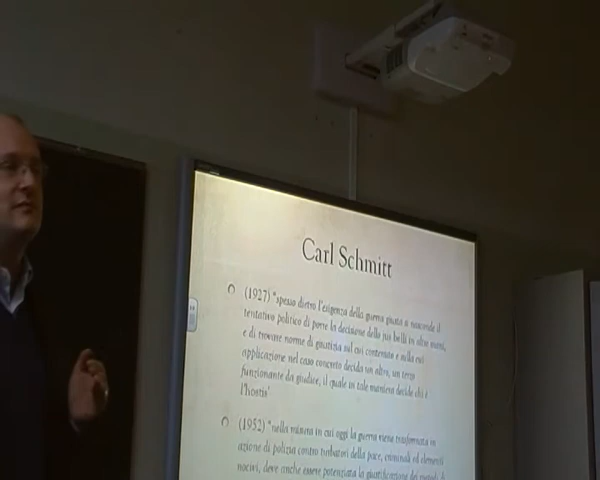 Carl Schmitt
(1927) "spesso dietro l'esigenza della guerra giusta si nasconde il
tentativo politico di porre la decisione dello jus belli in altre mani,
e di trovare norme di giustizia sul cui contenuto e sulla cui
applicazione nel caso concreto decida un altro, un terzo
funzionante da giudice, il quale in tale maniera decide chi è
l'hostis"
(1952) "nella misura in cui oggi la guerra viene trasformata in
azione di polizia contro turbatori della pace, criminali ed elementi
nocivi, deve anche essere potenziata la giustificazione dei metodi di